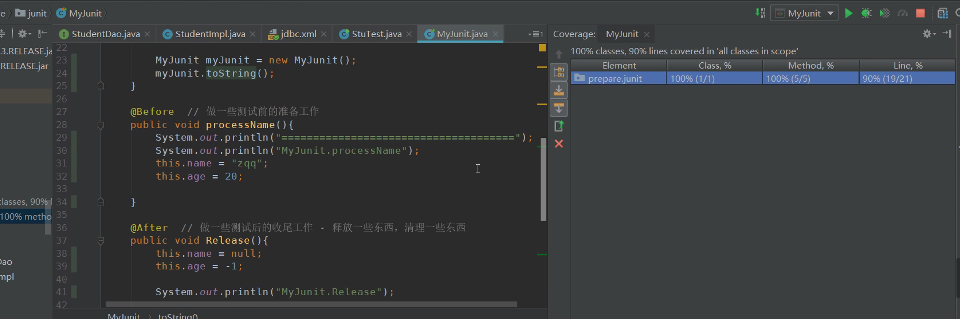 junit
MyJunit
MyJunit
StudentDao.java
StudentImpl.java
jdbc.xml
StuTest.java
MyJunit.java
Coverage:
MyJunit
3.RELEASE.ja
RELEASE.jar
100% classes, 90% lines covered in 'all classes in scope'
Element
Class, %
Method, %
Line, %
prepare.junit
100% (1/1)
100% (5/5)
90% (19/21)
22
23 MyJunit myJunit = new MyJunit();
24 myJunit.toString();
25 }
26
27 @Before // 做一些测试前的准备工作
28 public void processName(){
29 System.out.println("=====================================");
30 System.out.println("MyJunit.processName");
31 this.name = "zqq";
32 this.age = 20;
33
34 }
35
36 @After // 做一些测试后的收尾工作 - 释放一些东西，清理一些东西
37 public void Release(){
38 this.name = null;
39 this.age = -1;
40
41 System.out.println("MyJunit.Release");
42
classes, 90%
100% metho
Dao
mpl
MyJunit
toString()